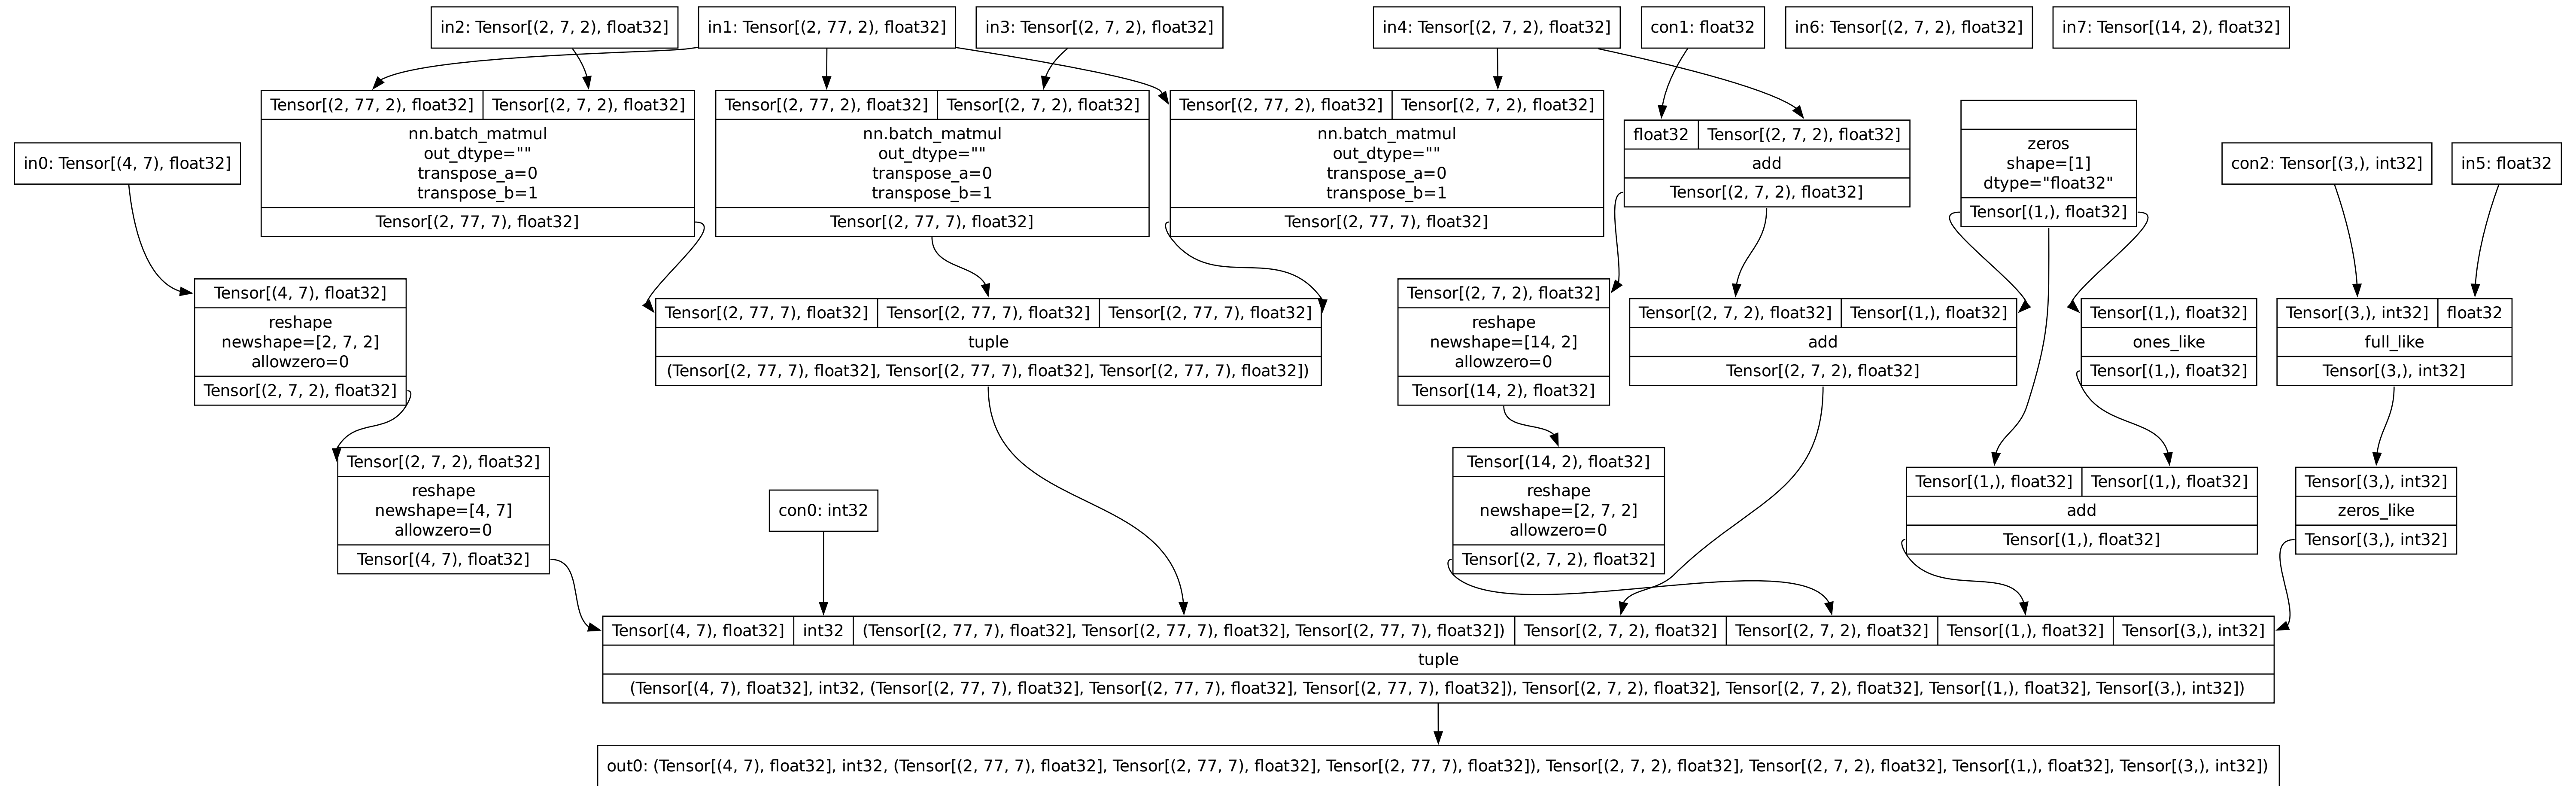 in2: Tensor[(2, 7, 2), float32]
in1: Tensor[(2, 77, 2), float32]
in3: Tensor[(2, 7, 2), float32]
in4: Tensor[(2, 7, 2), float32]
con1: float32
in6: Tensor[(2, 7, 2), float32]
in7: Tensor[(14, 2), float32]
in0: Tensor[(4, 7), float32]
Tensor[(2, 77, 2), float32]
Tensor[(2, 7, 2), float32]
nn.batch_matmul
out_dtype=""
transpose_a=0
transpose_b=1
Tensor[(2, 77, 7), float32]
Tensor[(2, 77, 2), float32]
Tensor[(2, 7, 2), float32]
nn.batch_matmul
out_dtype=""
transpose_a=0
transpose_b=1
Tensor[(2, 77, 7), float32]
Tensor[(2, 77, 2), float32]
Tensor[(2, 7, 2), float32]
nn.batch_matmul
out_dtype=""
transpose_a=0
transpose_b=1
Tensor[(2, 77, 7), float32]
float32
Tensor[(2, 7, 2), float32]
add
Tensor[(2, 7, 2), float32]
zeros
shape=[1]
dtype="float32"
Tensor[(1,), float32]
con2: Tensor[(3,), int32]
in5: float32
Tensor[(4, 7), float32]
reshape
newshape=[2, 7, 2]
allowzero=0
Tensor[(2, 7, 2), float32]
Tensor[(2, 77, 7), float32]
Tensor[(2, 77, 7), float32]
Tensor[(2, 77, 7), float32]
tuple
(Tensor[(2, 77, 7), float32], Tensor[(2, 77, 7), float32], Tensor[(2, 77, 7), float32])
Tensor[(2, 7, 2), float32]
reshape
newshape=[14, 2]
allowzero=0
Tensor[(14, 2), float32]
Tensor[(2, 7, 2), float32]
Tensor[(1,), float32]
add
Tensor[(2, 7, 2), float32]
Tensor[(1,), float32]
ones_like
Tensor[(1,), float32]
Tensor[(3,), int32]
float32
full_like
Tensor[(3,), int32]
Tensor[(2, 7, 2), float32]
reshape
newshape=[4, 7]
allowzero=0
Tensor[(4, 7), float32]
con0: int32
Tensor[(14, 2), float32]
reshape
newshape=[2, 7, 2]
allowzero=0
Tensor[(2, 7, 2), float32]
Tensor[(1,), float32]
Tensor[(1,), float32]
add
Tensor[(1,), float32]
Tensor[(3,), int32]
zeros_like
Tensor[(3,), int32]
Tensor[(4, 7), float32]
int32
(Tensor[(2, 77, 7), float32], Tensor[(2, 77, 7), float32], Tensor[(2, 77, 7), float32])
Tensor[(2, 7, 2), float32]
Tensor[(2, 7, 2), float32]
Tensor[(1,), float32]
Tensor[(3,), int32]
tuple
(Tensor[(4, 7), float32], int32, (Tensor[(2, 77, 7), float32], Tensor[(2, 77, 7), float32], Tensor[(2, 77, 7), float32]), Tensor[(2, 7, 2), float32], Tensor[(2, 7, 2), float32], Tensor[(1,), float32], Tensor[(3,), int32])
out0: (Tensor[(4, 7), float32], int32, (Tensor[(2, 77, 7), float32], Tensor[(2, 77, 7), float32], Tensor[(2, 77, 7), float32]), Tensor[(2, 7, 2), float32], Tensor[(2, 7, 2), float32], Tensor[(1,), float32], Tensor[(3,), int32])